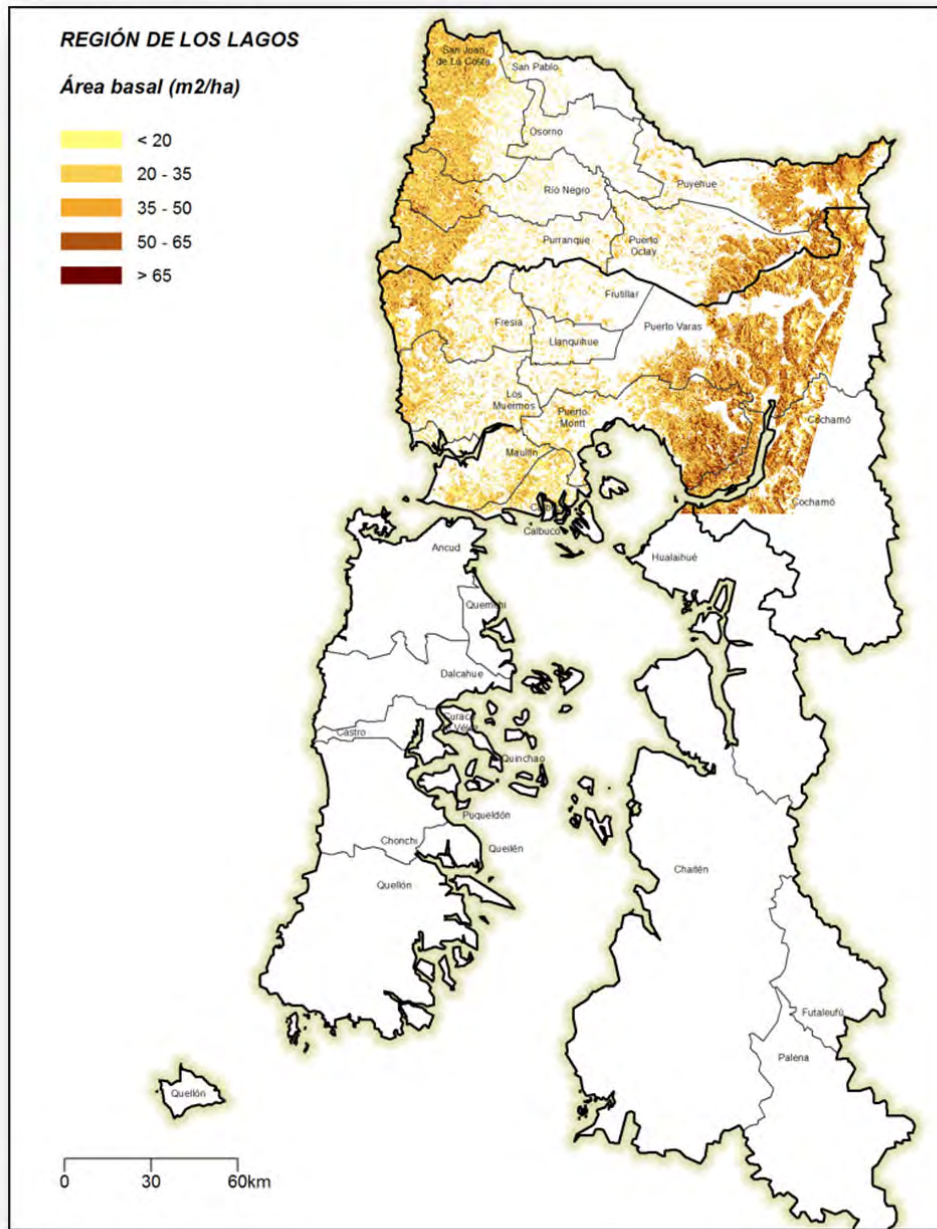 REGIÓN DE LOS LAGOS
Área basal (m2/ha)
< 20
20 - 35
35 - 50
50 - 65
> 65
San Juan
de La Costa
San Pablo
Osorno
Puyehue
Río Negro
Purranque
Puerto
Oclay
Frutillar
Fresia
Puerto Varas
Llanquihue
Los
Muermos
Puerto
Montt
Cochamó
Maullín
Cochamó
Calbuco
Ancud
Hualaihué
Quemchi
Dalcahue
Castro
Quinchao
Puqueldón
Chonchi
Queilén
Chaitén
Quellón
Futaleufú
Palena
Quellón
0 30 60km